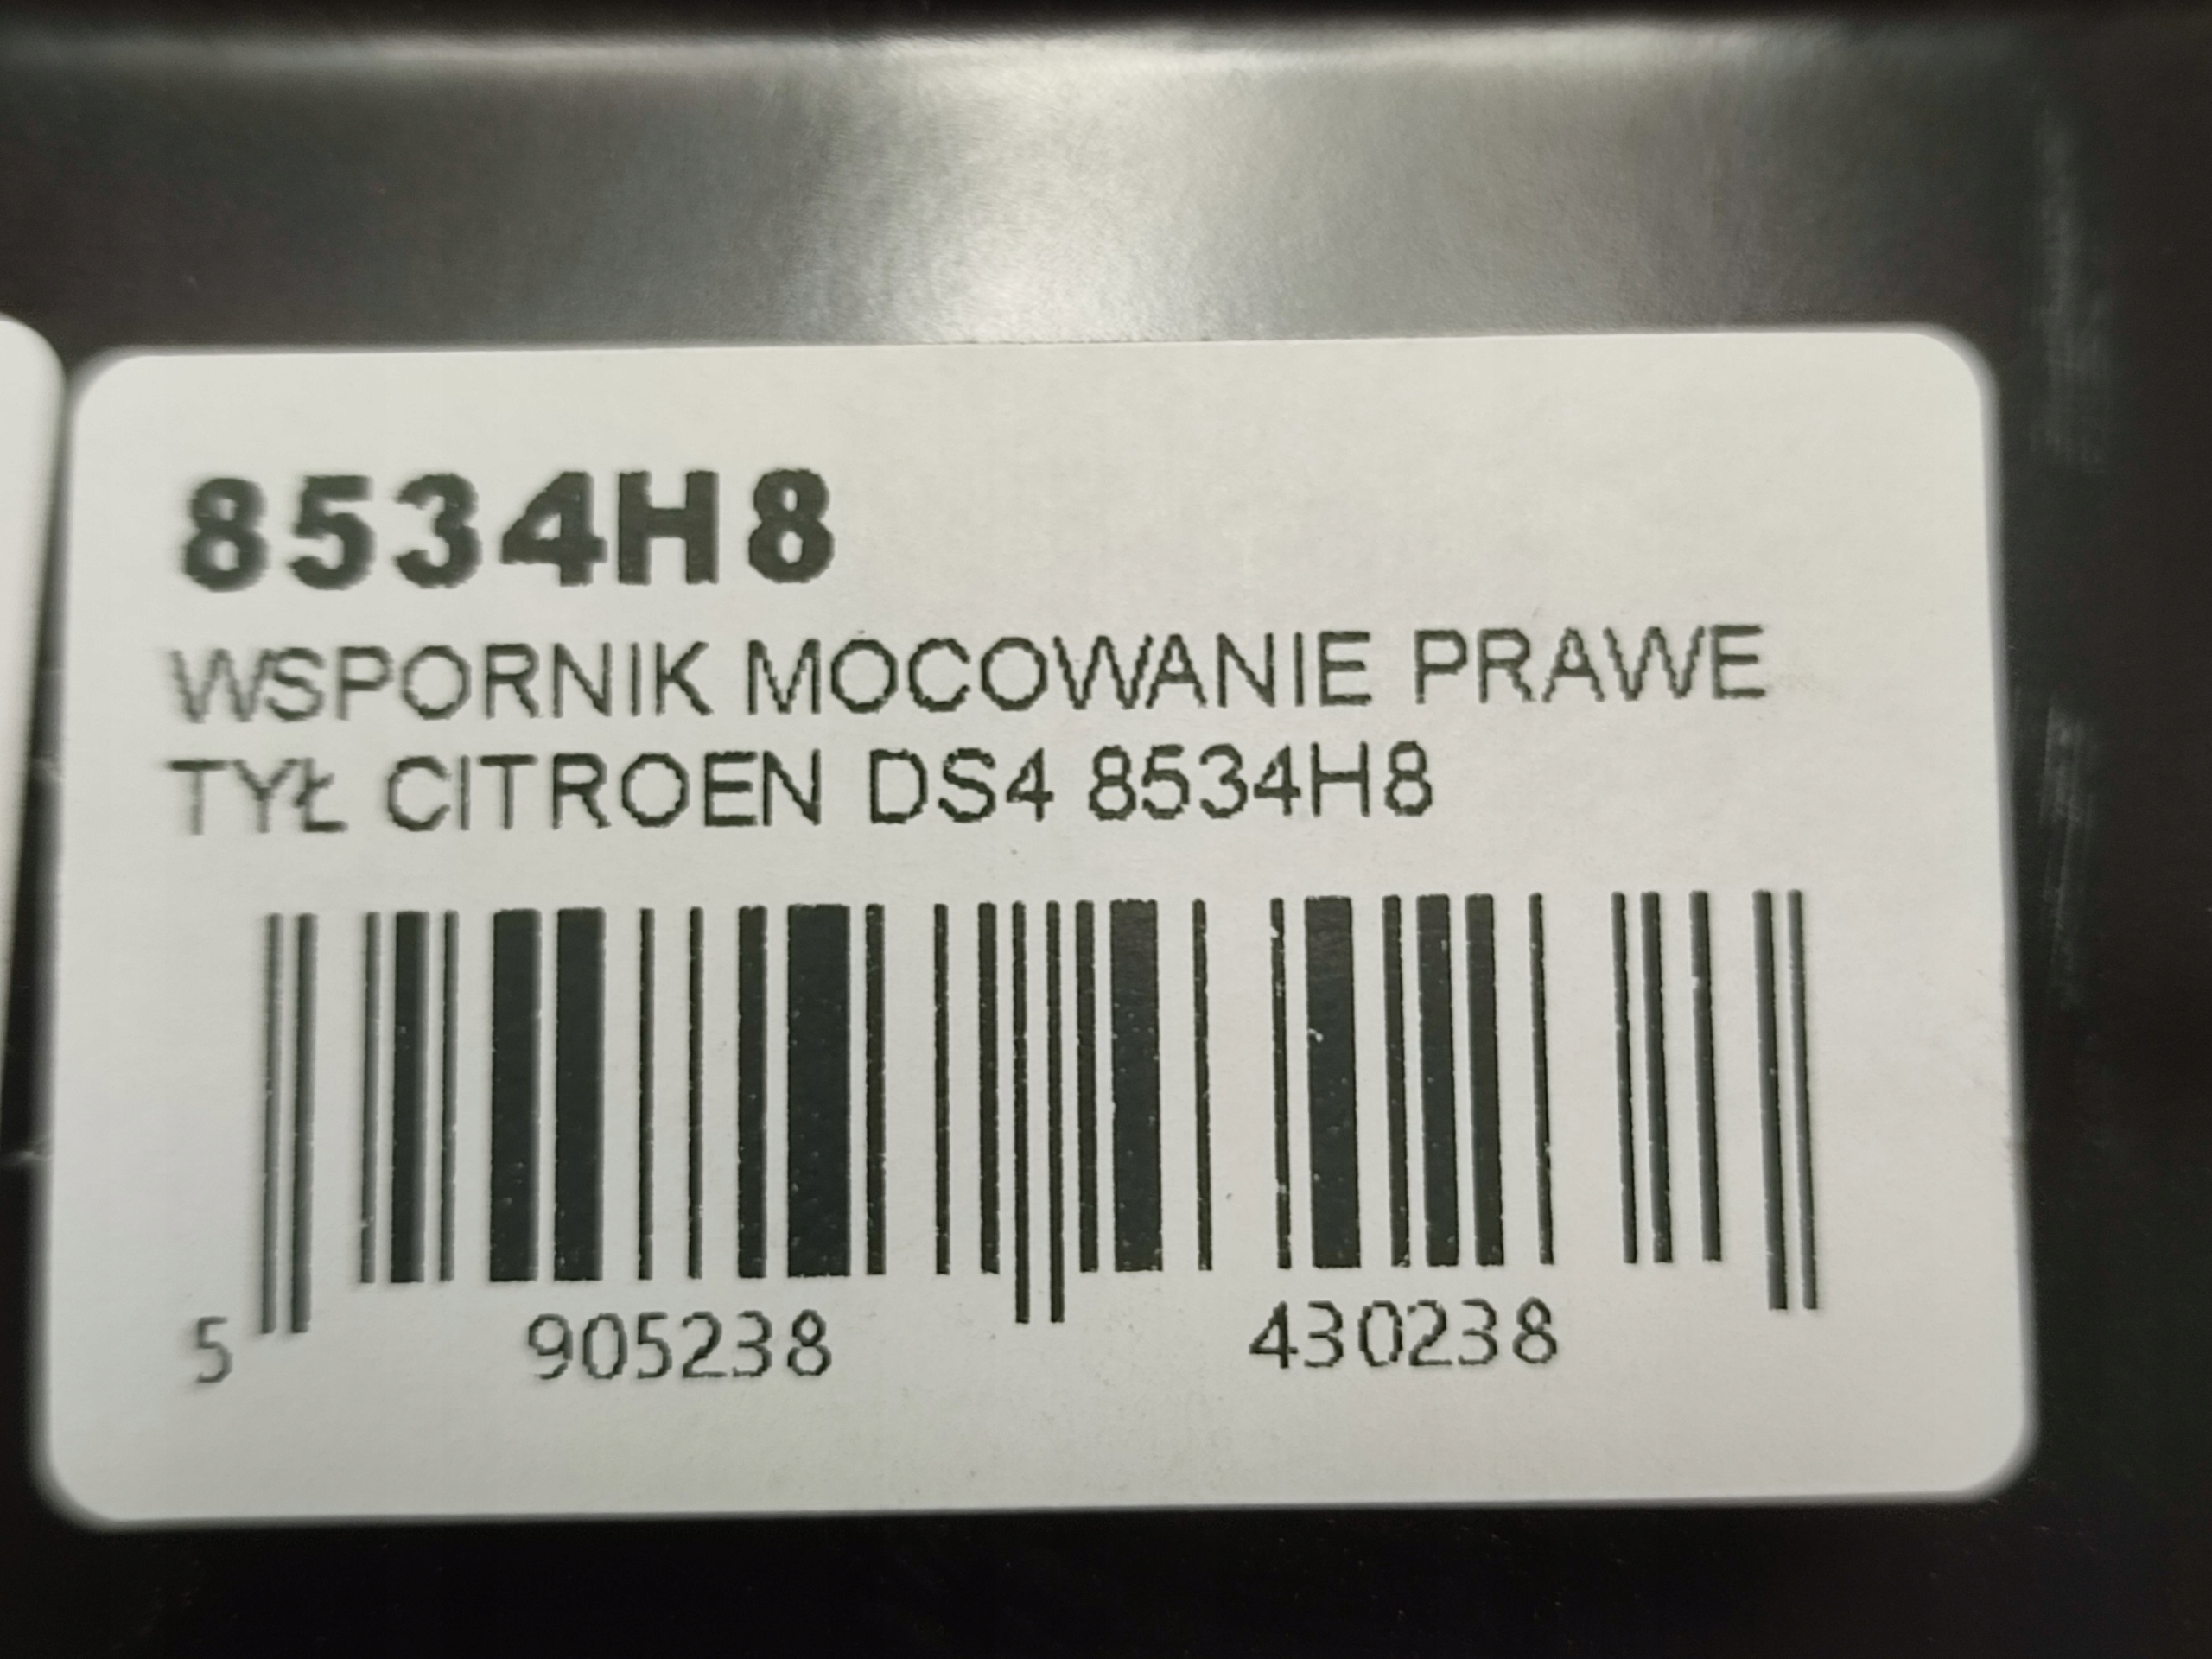 8534H8
WSPORNIK MOCOWANIE PRAWE
TYŁ CITROEN DS4 8534H8
5 905238 430238